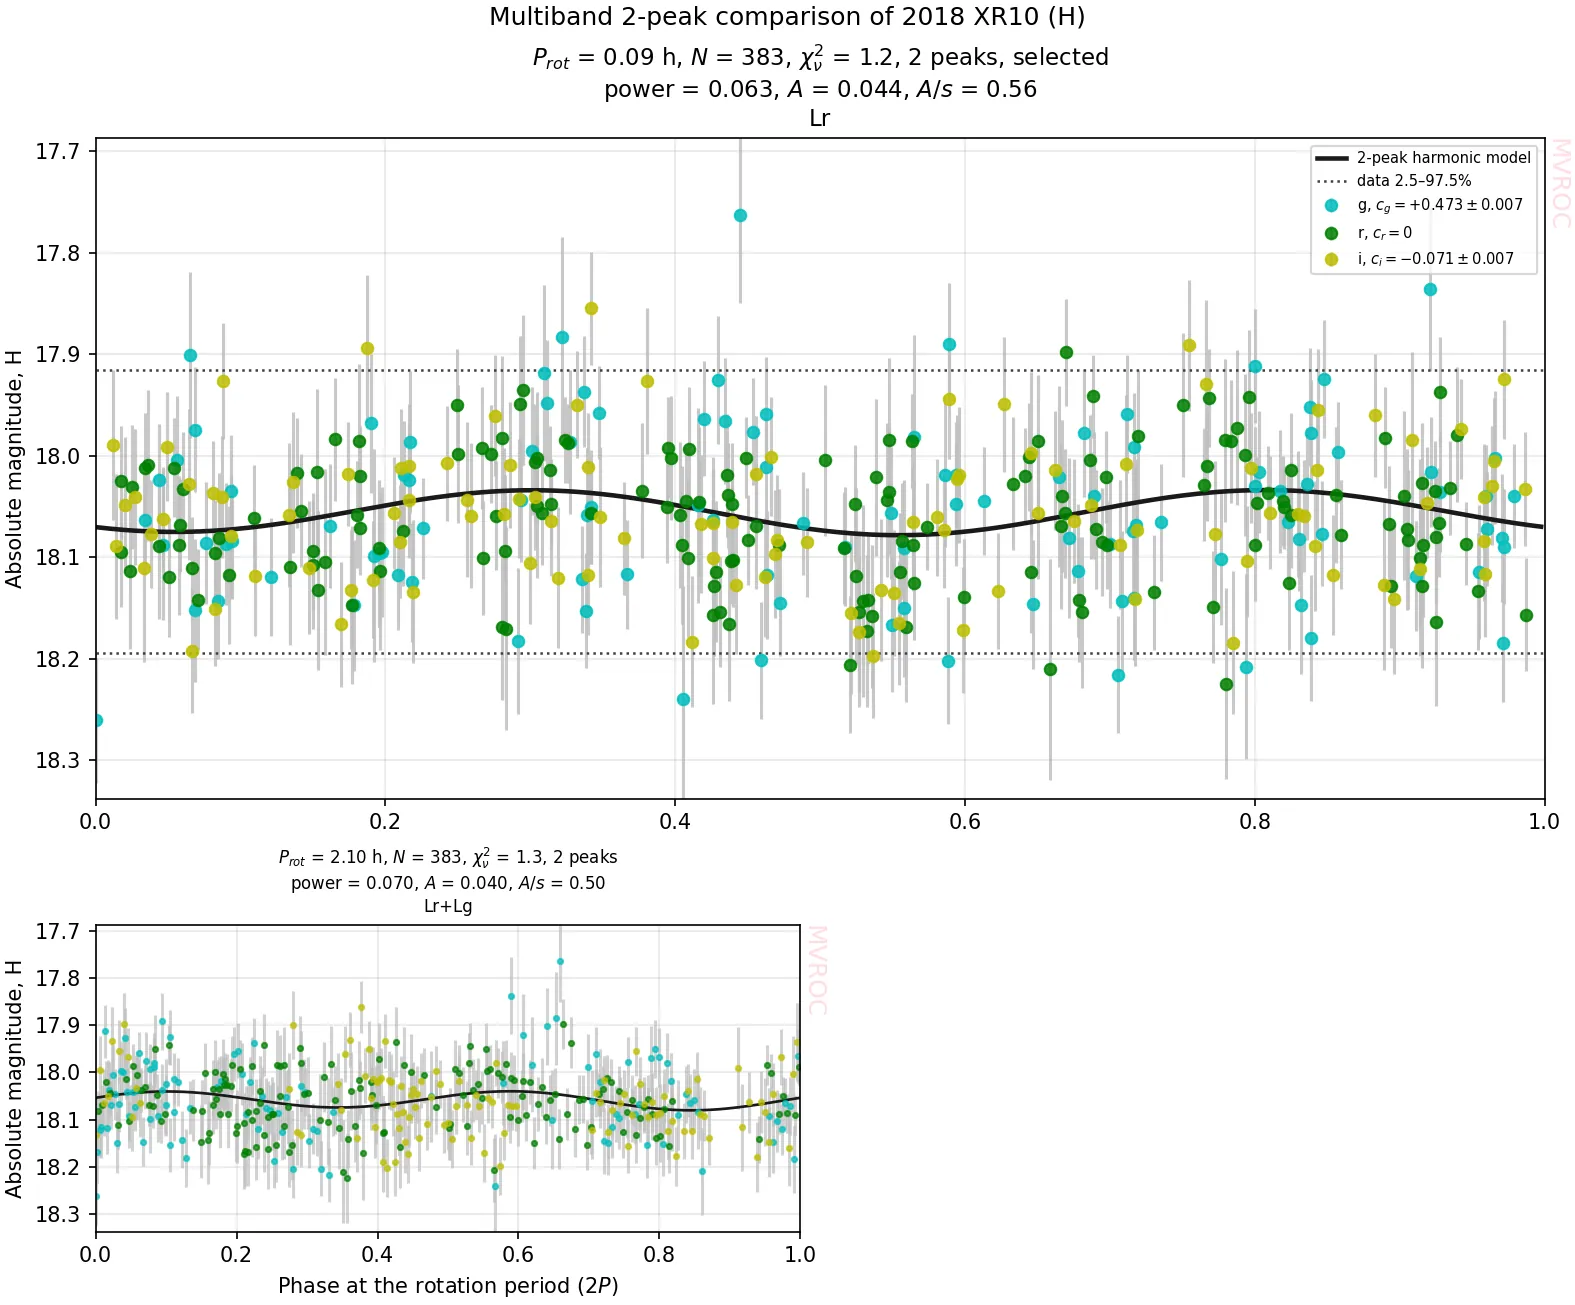 Multiband 2-peak comparison of 2018 XR10 (H)
P_rot = 0.09 h, N = 383, χ²_ν = 1.2, 2 peaks, selected
power = 0.063, A = 0.044, A/s = 0.56
Lr
MVROC
2-peak harmonic model
data 2.5–97.5%
g, c_g = +0.473 ± 0.007
r, c_r = 0
i, c_i = −0.071 ± 0.007
Absolute magnitude, H
17.7
17.8
17.9
18.0
18.1
18.2
18.3
0.0 0.2 0.4 0.6 0.8 1.0
P_rot = 2.10 h, N = 383, χ²_ν = 1.3, 2 peaks
power = 0.070, A = 0.040, A/s = 0.50
Lr+Lg
MVROC
Absolute magnitude, H
17.7
17.8
17.9
18.0
18.1
18.2
18.3
0.0 0.2 0.4 0.6 0.8 1.0
Phase at the rotation period (2P)